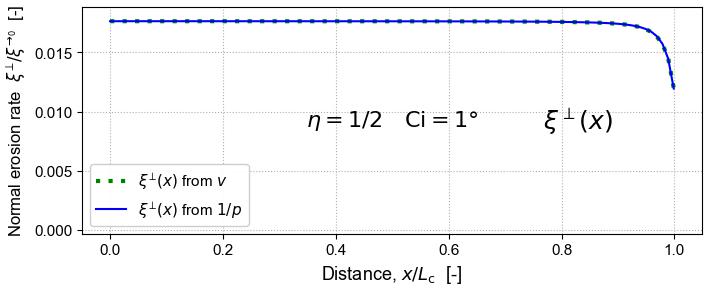 Normal erosion rate ξ⊥/ξ→₀ [-]
0.015
0.010
0.005
0.000
η = 1/2 Ci = 1° ξ⊥(x)
ξ⊥(x) from v
ξ⊥(x) from 1/p
0.0 0.2 0.4 0.6 0.8 1.0
Distance, x/Lc [-]